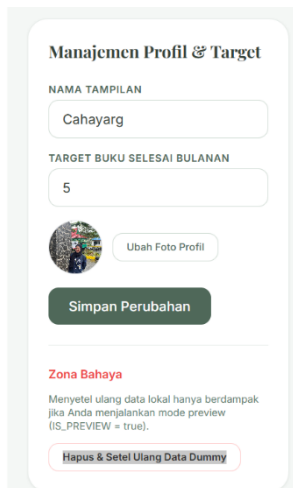 Manajemen Profil & Target
NAMA TAMPILAN
Cahayarg
TARGET BUKU SELESAI BULANAN
5
Ubah Foto Profil
Simpan Perubahan
Zona Bahaya
Menyetel ulang data lokal hanya berdampak
jika Anda menjalankan mode preview
(IS_PREVIEW = true).
Hapus & Setel Ulang Data Dummy